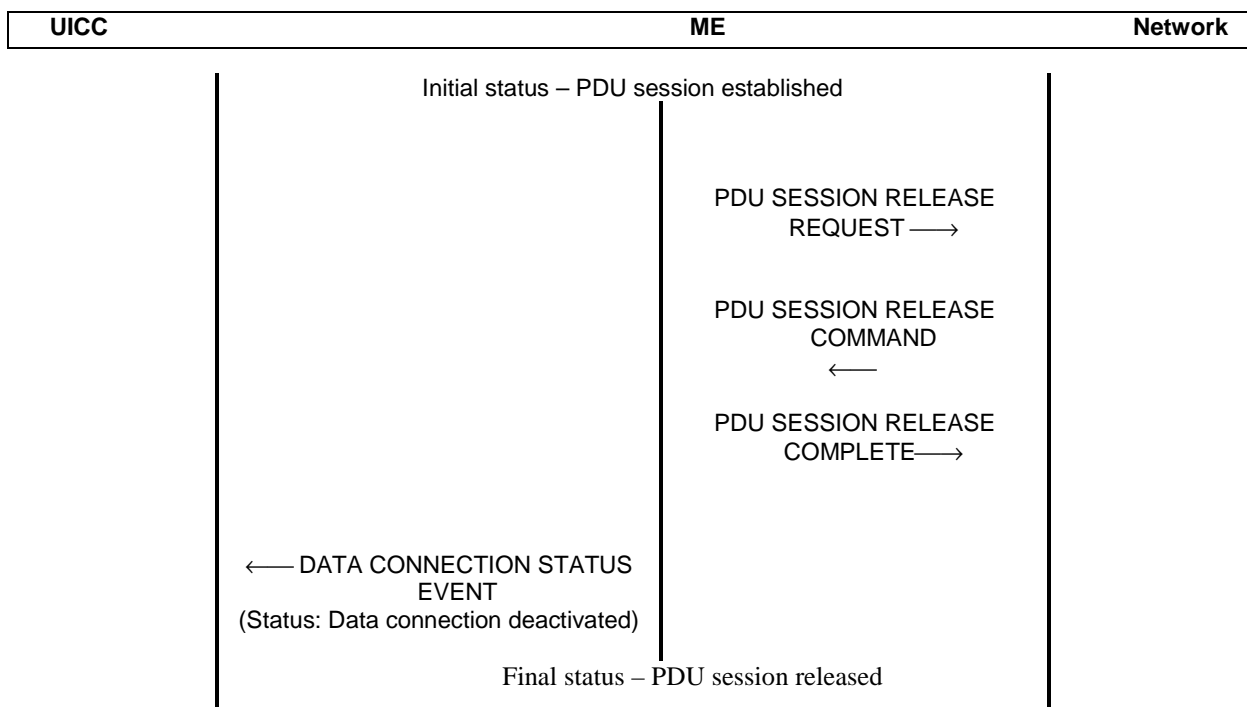 UICC ME Network
Initial status – PDU session established
PDU SESSION RELEASE
REQUEST ⟶
PDU SESSION RELEASE
COMMAND
⟵
PDU SESSION RELEASE
COMPLETE⟶
⟵ DATA CONNECTION STATUS
EVENT
(Status: Data connection deactivated)
Final status – PDU session released